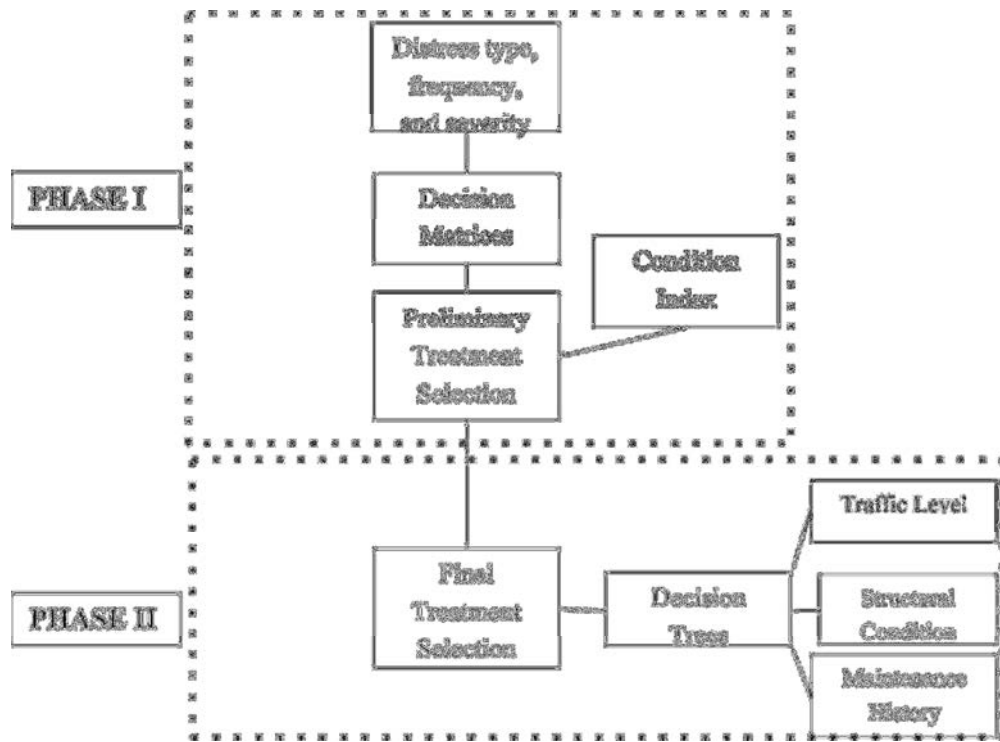 Distress type,
frequency,
and severity
PHASE I
Decision
Matrices
Condition
Index
Preliminary
Treatment
Selection
Traffic Level
PHASE II
Final
Treatment
Selection
Decision
Trees
Structural
Condition
Maintenance
History